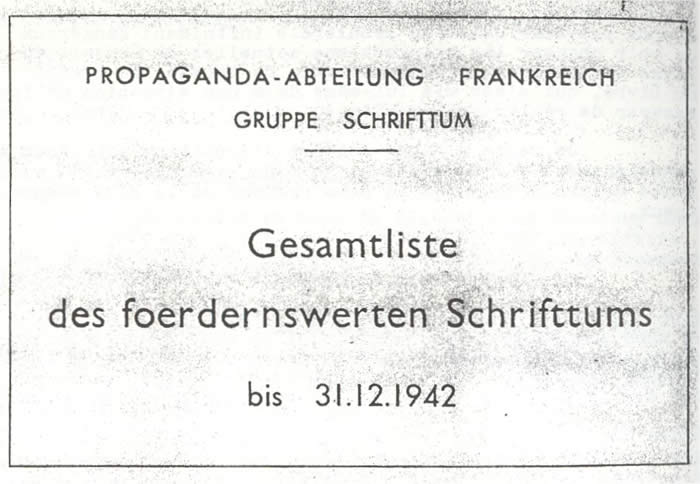 PROPAGANDA-ABTEILUNG FRANKREICH
GRUPPE SCHRIFTTUM
Gesamtliste
des foerdernswerten Schrifttums
bis 31.12.1942